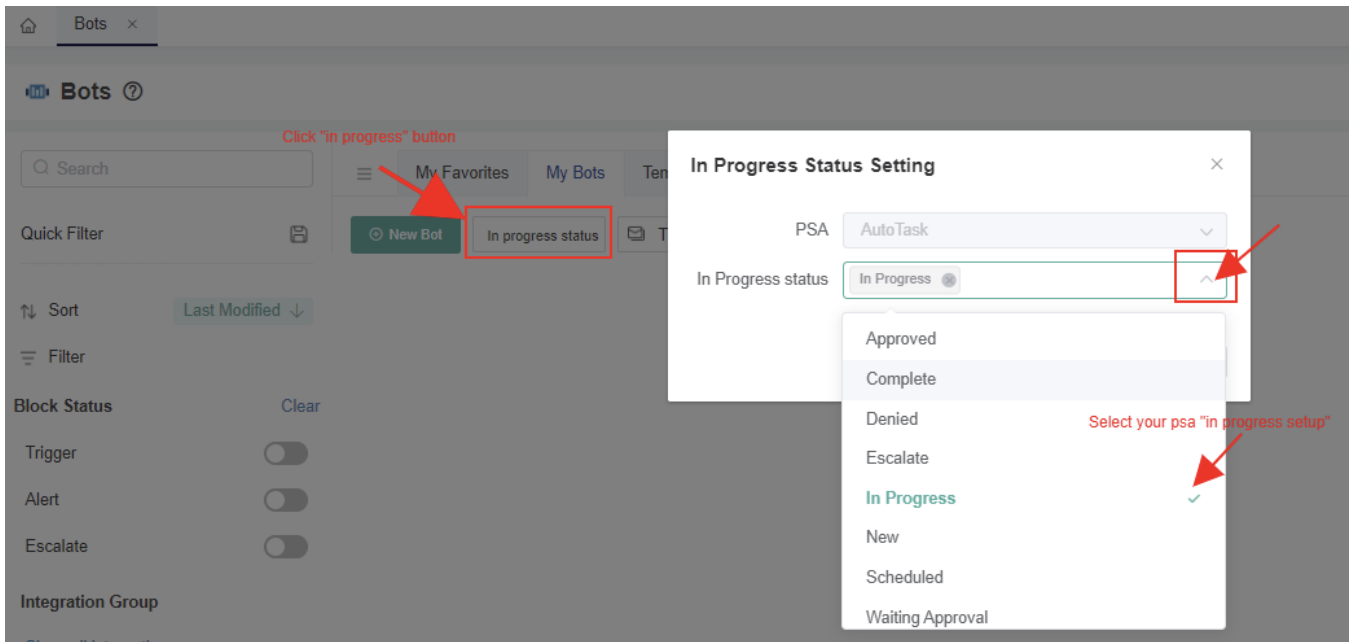 Bots ×
Bots
Click "in progress" button
Search
My Favorites
My Bots
Quick Filter
New Bot
In progress status
Sort
Last Modified ↓
Filter
Block Status
Clear
Trigger
Alert
Escalate
Integration Group
In Progress Status Setting
PSA
AutoTask
In Progress status
In Progress
Approved
Complete
Denied
Select your psa "in progress setup"
Escalate
In Progress
New
Scheduled
Waiting Approval